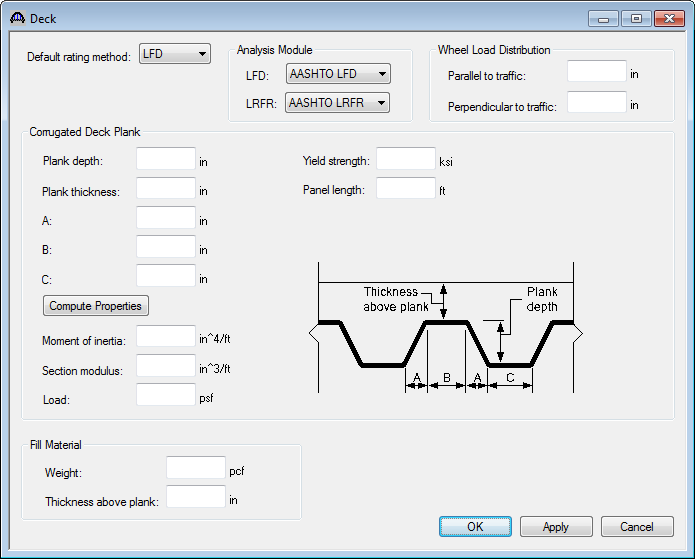 Deck
Default rating method: LFD
Analysis Module
LFD: AASHTO LFD
LRFR: AASHTO LRFR
Wheel Load Distribution
Parallel to traffic: in
Perpendicular to traffic: in
Corrugated Deck Plank
Plank depth: in
Yield strength: ksi
Plank thickness: in
Panel length: ft
A: in
B: in
C: in
Compute Properties
Moment of inertia: in^4/ft
Section modulus: in^3/ft
Load: psf
Thickness
above plank
Plank
depth
A B A C
Fill Material
Weight: pcf
Thickness above plank: in
OK Apply Cancel